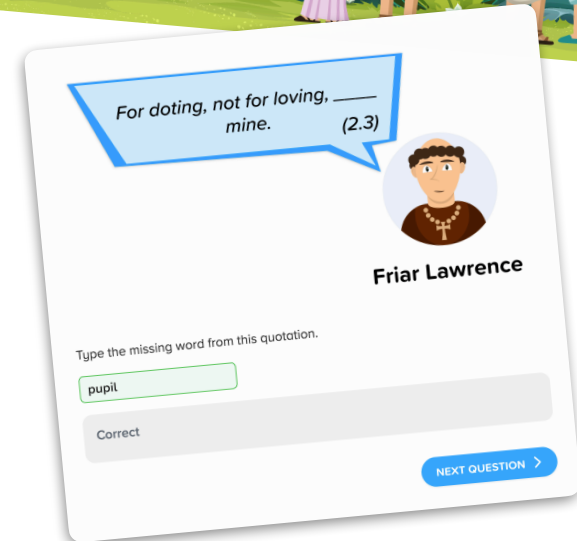 For doting, not for loving, _____
mine. (2.3)
Friar Lawrence
Type the missing word from this quotation.
pupil
Correct
NEXT QUESTION